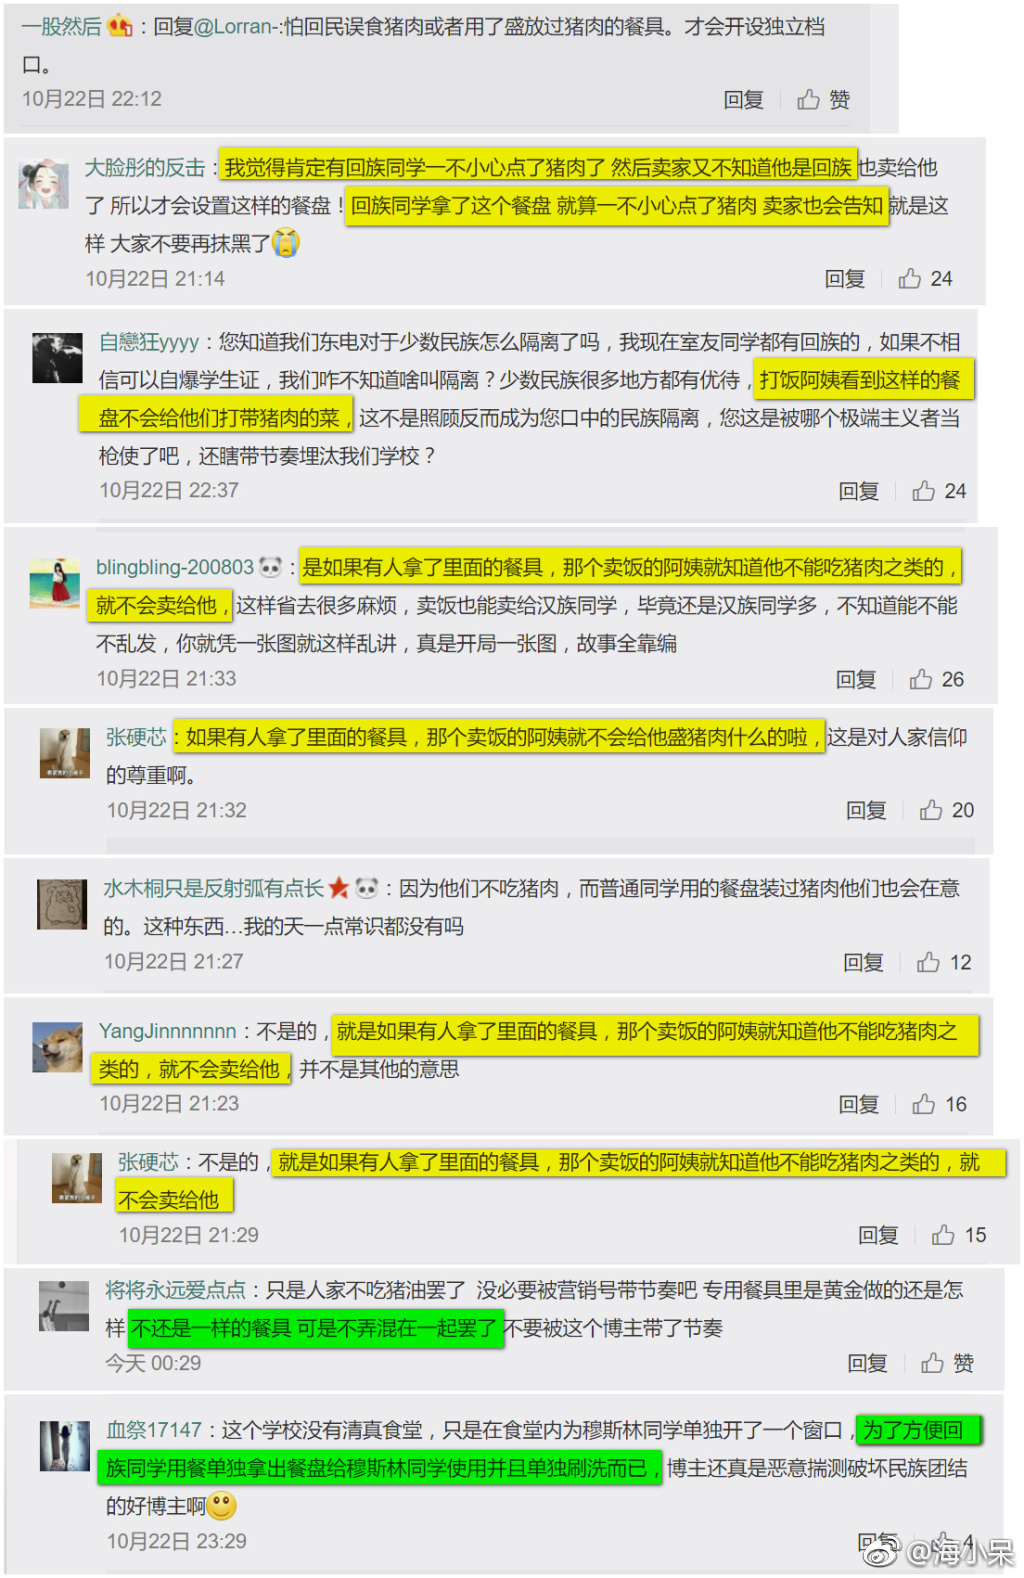 一股然后：回复@Lorran-:怕回民误食猪肉或者用了盛放过猪肉的餐具。才会开设独立档
口。
10月22日 22:12 回复 赞
大脸彤的反击：我觉得肯定有回族同学一不小心点了猪肉了 然后卖家又不知道他是回族 也卖给他
了 所以才会设置这样的餐盘！回族同学拿了这个餐盘 就算一不小心点了猪肉 卖家也会告知 就是这
样 大家不要再抹黑了
10月22日 21:14 回复 24
自戀狂yyyy：您知道我们东电对于少数民族怎么隔离了吗，我现在室友同学都有回族的，如果不相
信可以自爆学生证，我们咋不知道啥叫隔离？少数民族很多地方都有优待，打饭阿姨看到这样的餐
盘不会给他们打带猪肉的菜，这不是照顾反而成为您口中的民族隔离，您这是被哪个极端主义者当
枪使了吧，还瞎带节奏埋汰我们学校？
10月22日 22:37 回复 24
blingbling-200803：是如果有人拿了里面的餐具，那个卖饭的阿姨就知道他不能吃猪肉之类的，
就不会卖给他，这样省去很多麻烦，卖饭也能卖给汉族同学，毕竟还是汉族同学多，不知道能不能
不乱发，你就凭一张图就这样乱讲，真是开局一张图，故事全靠编
10月22日 21:33 回复 26
张硬芯：如果有人拿了里面的餐具，那个卖饭的阿姨就不会给他盛猪肉什么的啦，这是对人家信仰
的尊重啊。
10月22日 21:32 回复 20
水木桐只是反射弧有点长：因为他们不吃猪肉，而普通同学用的餐盘装过猪肉他们也会在意
的。这种东西...我的天一点常识都没有吗
10月22日 21:27 回复 12
YangJinnnnnnn：不是的，就是如果有人拿了里面的餐具，那个卖饭的阿姨就知道他不能吃猪肉之
类的，就不会卖给他，并不是其他的意思
10月22日 21:23 回复 16
张硬芯：不是的，就是如果有人拿了里面的餐具，那个卖饭的阿姨就知道他不能吃猪肉之类的，就
不会卖给他
10月22日 21:29 回复 15
将将永远爱点点：只是人家不吃猪油罢了 没必要被营销号带节奏吧 专用餐具里是黄金做的还是怎
样 不还是一样的餐具 可是不弄混在一起罢了 不要被这个博主带了节奏
今天 00:29 回复 赞
血祭17147：这个学校没有清真食堂，只是在食堂内为穆斯林同学单独开了一个窗口，为了方便回
族同学用餐单独拿出餐盘给穆斯林同学使用并且单独刷洗而已，博主还真是恶意揣测破坏民族团结
的好博主啊
10月22日 23:29 回复 4
@海小呆